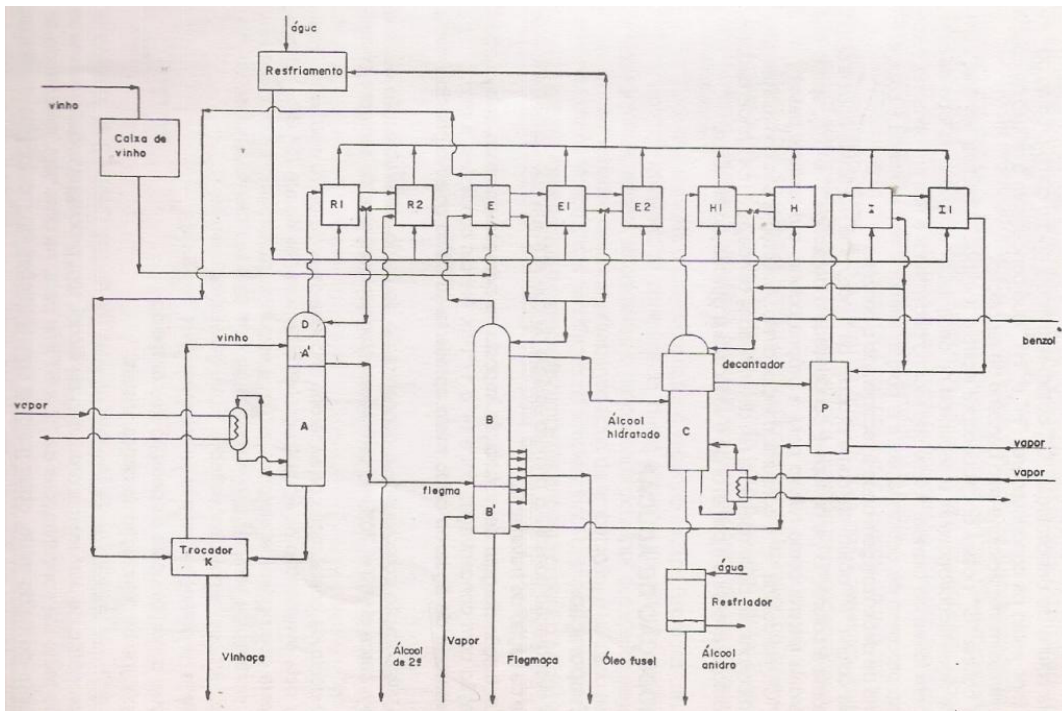 águc
Resfriamento
vinho
Caixa de
vinho
R1
R2
E
E1
E2
H1
H
I
I1
benzol
D
vinho
A'
decantador
vapor
A
B
Álcool
hidratado
C
P
vapor
vapor
flegma
B'
Trocador
K
água
Resfriador
Vinhaça
Álcool
de 2ª
Vapor
Flegmaça
Óleo fusel
Álcool
anidro